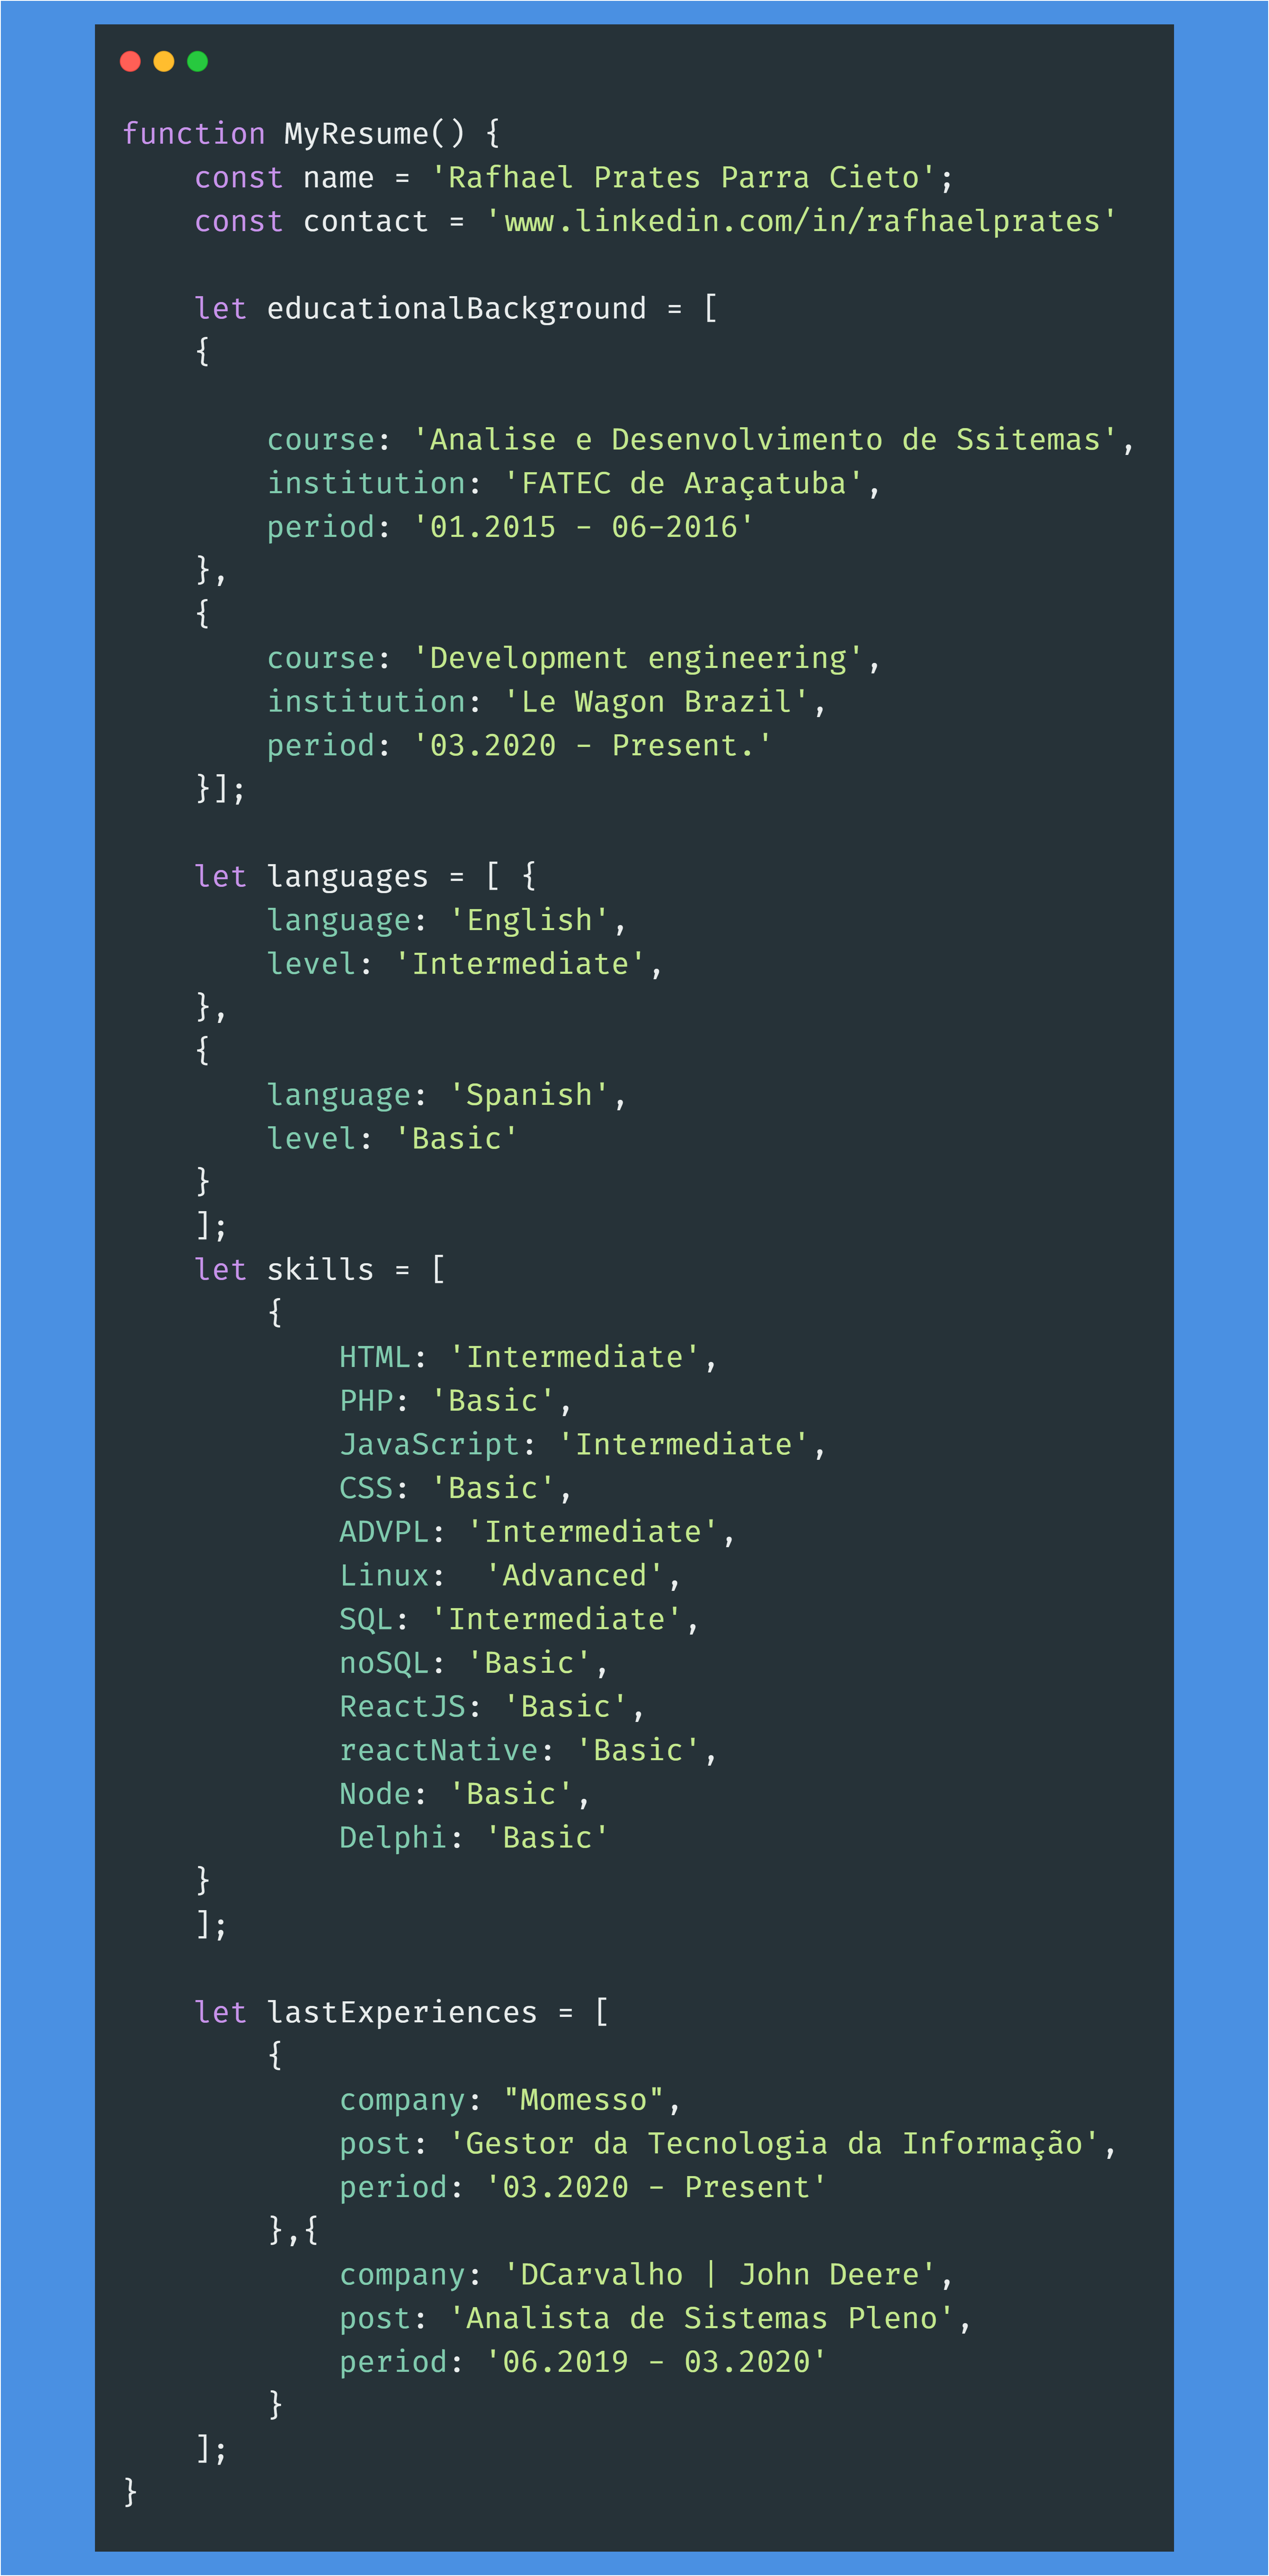 function MyResume() {
    const name = 'Rafhael Prates Parra Cieto';
    const contact = 'www.linkedin.com/in/rafhaelprates'

    let educationalBackground = [
    {

        course: 'Analise e Desenvolvimento de Ssitemas',
        institution: 'FATEC de Araçatuba',
        period: '01.2015 - 06-2016'
    },
    {
        course: 'Development engineering',
        institution: 'Le Wagon Brazil',
        period: '03.2020 - Present.'
    }];

    let languages = [ {
        language: 'English',
        level: 'Intermediate',
    },
    {
        language: 'Spanish',
        level: 'Basic'
    }
    ];
    let skills = [
        {
            HTML: 'Intermediate',
            PHP: 'Basic',
            JavaScript: 'Intermediate',
            CSS: 'Basic',
            ADVPL: 'Intermediate',
            Linux:  'Advanced',
            SQL: 'Intermediate',
            noSQL: 'Basic',
            ReactJS: 'Basic',
            reactNative: 'Basic',
            Node: 'Basic',
            Delphi: 'Basic'
    }
    ];

    let lastExperiences = [
        {
            company: "Momesso",
            post: 'Gestor da Tecnologia da Informação',
            period: '03.2020 - Present'
        },{
            company: 'DCarvalho | John Deere',
            post: 'Analista de Sistemas Pleno',
            period: '06.2019 - 03.2020'
        }
    ];
}